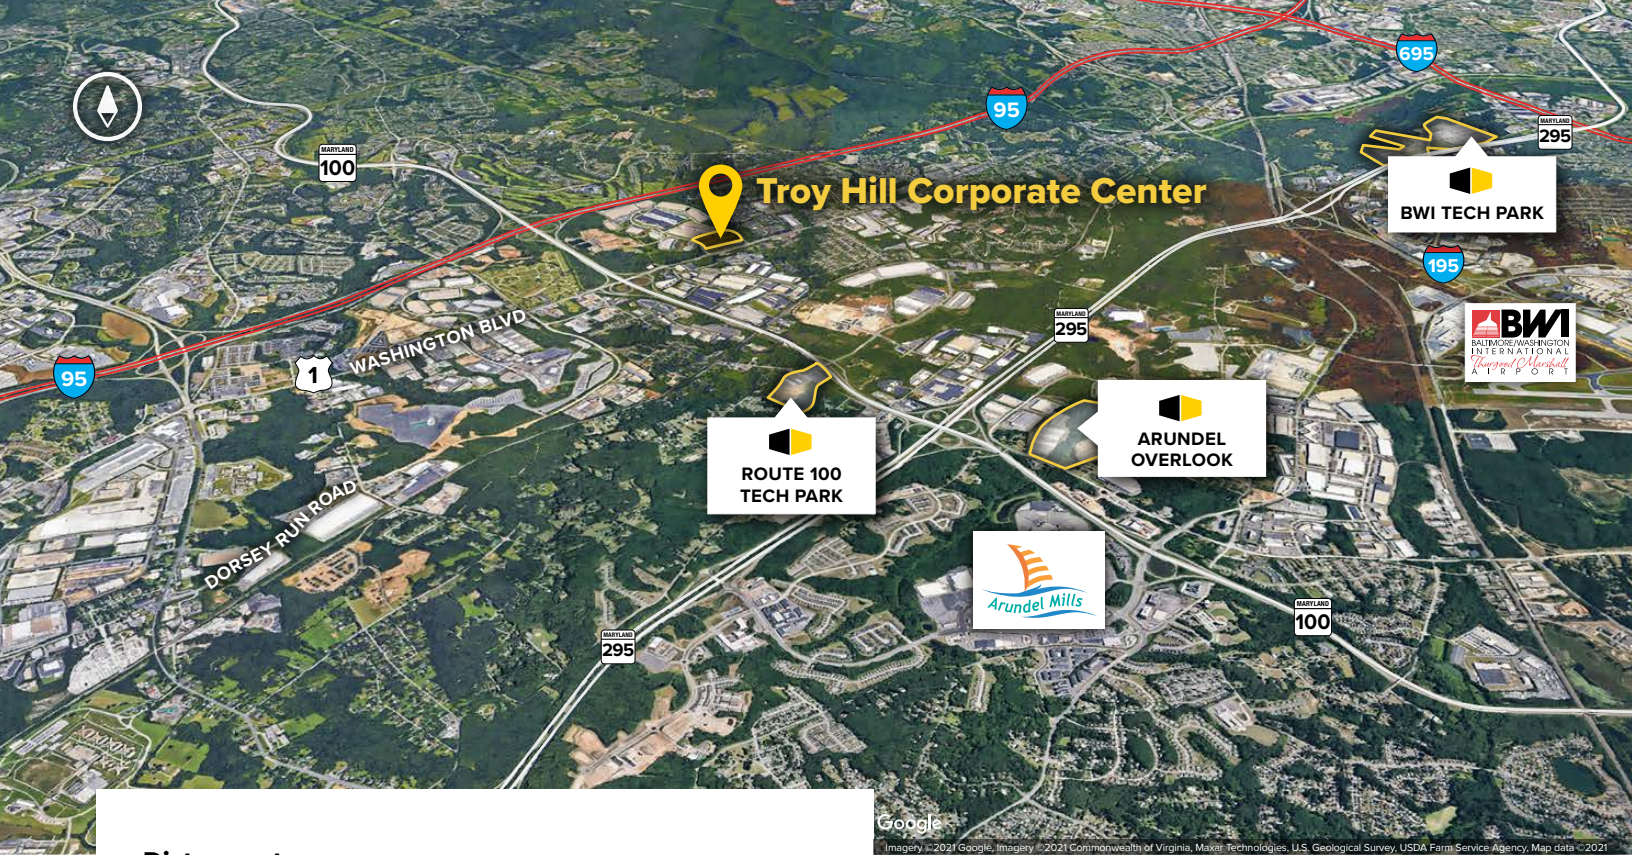 695
95
MARYLAND
295
MARYLAND
100
Troy Hill Corporate Center
BWI TECH PARK
195
MARYLAND
295
BWI
BALTIMORE/WASHINGTON
INTERNATIONAL
Thurgood Marshall
AIRPORT
WASHINGTON BLVD
1
95
ARUNDEL
OVERLOOK
ROUTE 100
TECH PARK
DORSEY RUN ROAD
Arundel Mills
MARYLAND
100
MARYLAND
295
Google
Imagery ©2021 Google, Imagery ©2021 Commonwealth of Virginia, Maxar Technologies, U.S. Geological Survey, USDA Farm Service Agency, Map data ©2021